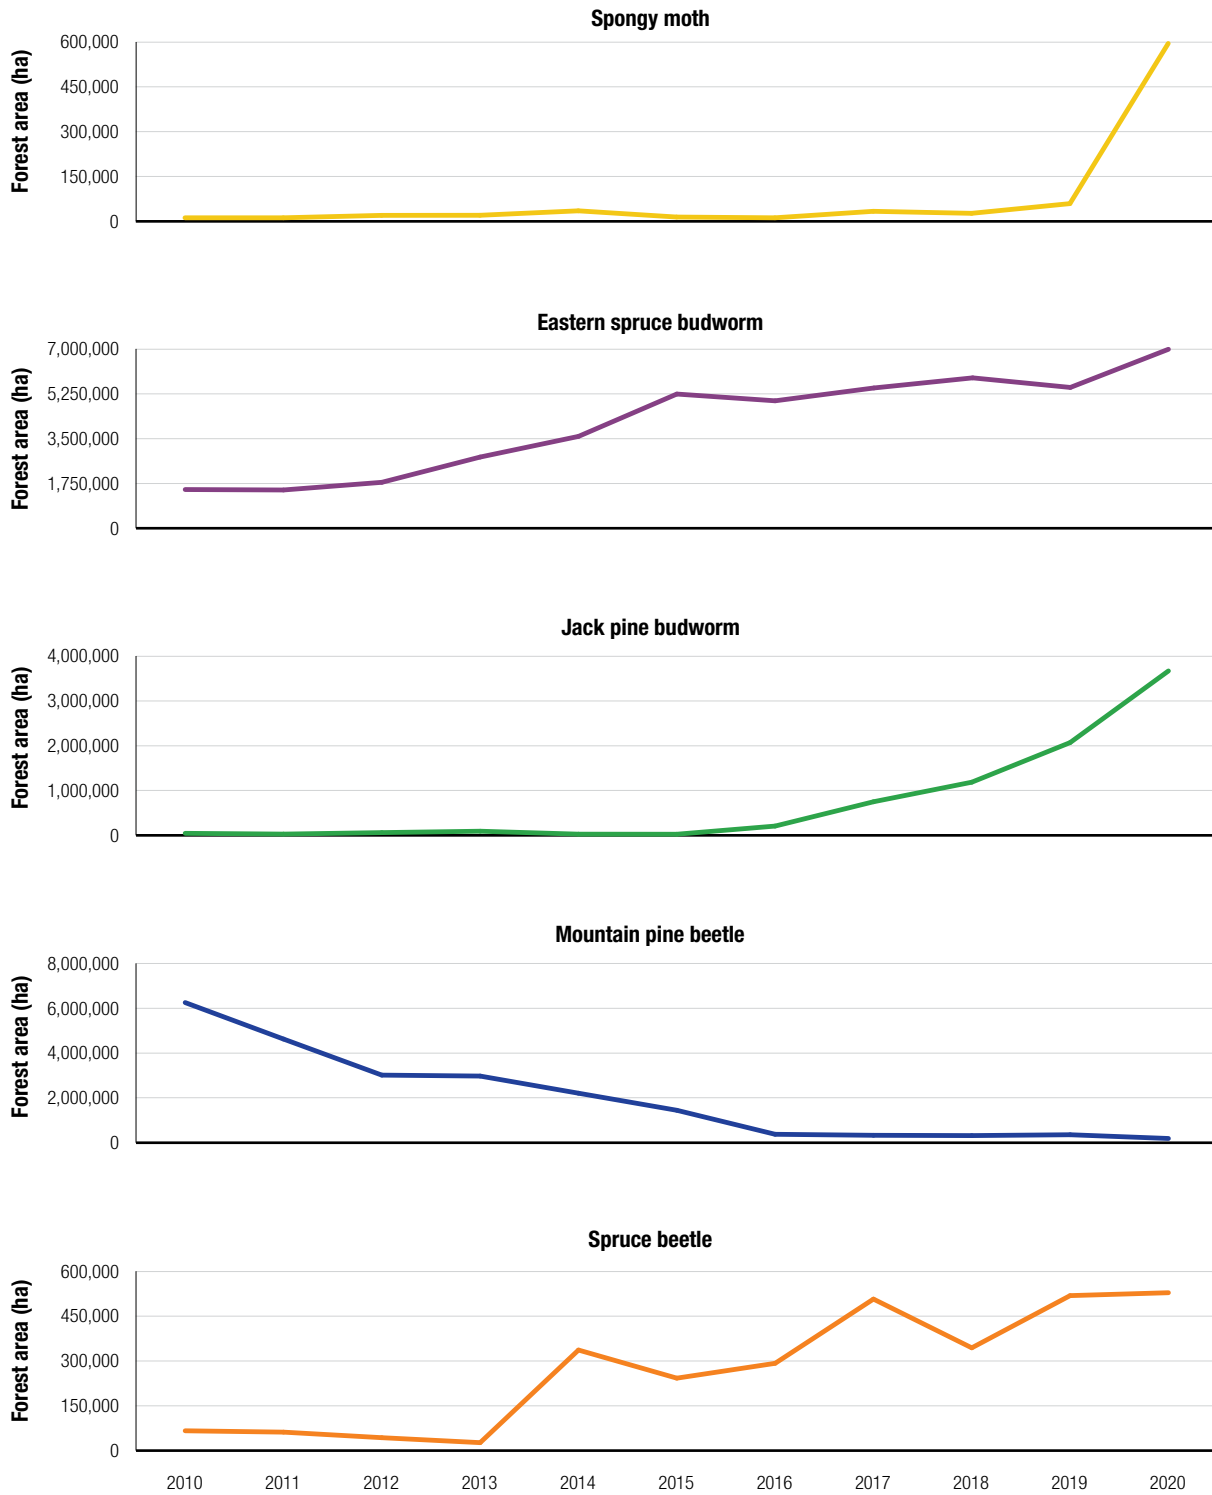 Spongy moth
Forest area (ha)
600,000
450,000
300,000
150,000
0
Eastern spruce budworm
Forest area (ha)
7,000,000
5,250,000
3,500,000
1,750,000
0
Jack pine budworm
Forest area (ha)
4,000,000
3,000,000
2,000,000
1,000,000
0
Mountain pine beetle
Forest area (ha)
8,000,000
6,000,000
4,000,000
2,000,000
0
Spruce beetle
Forest area (ha)
600,000
450,000
300,000
150,000
0
2010 2011 2012 2013 2014 2015 2016 2017 2018 2019 2020